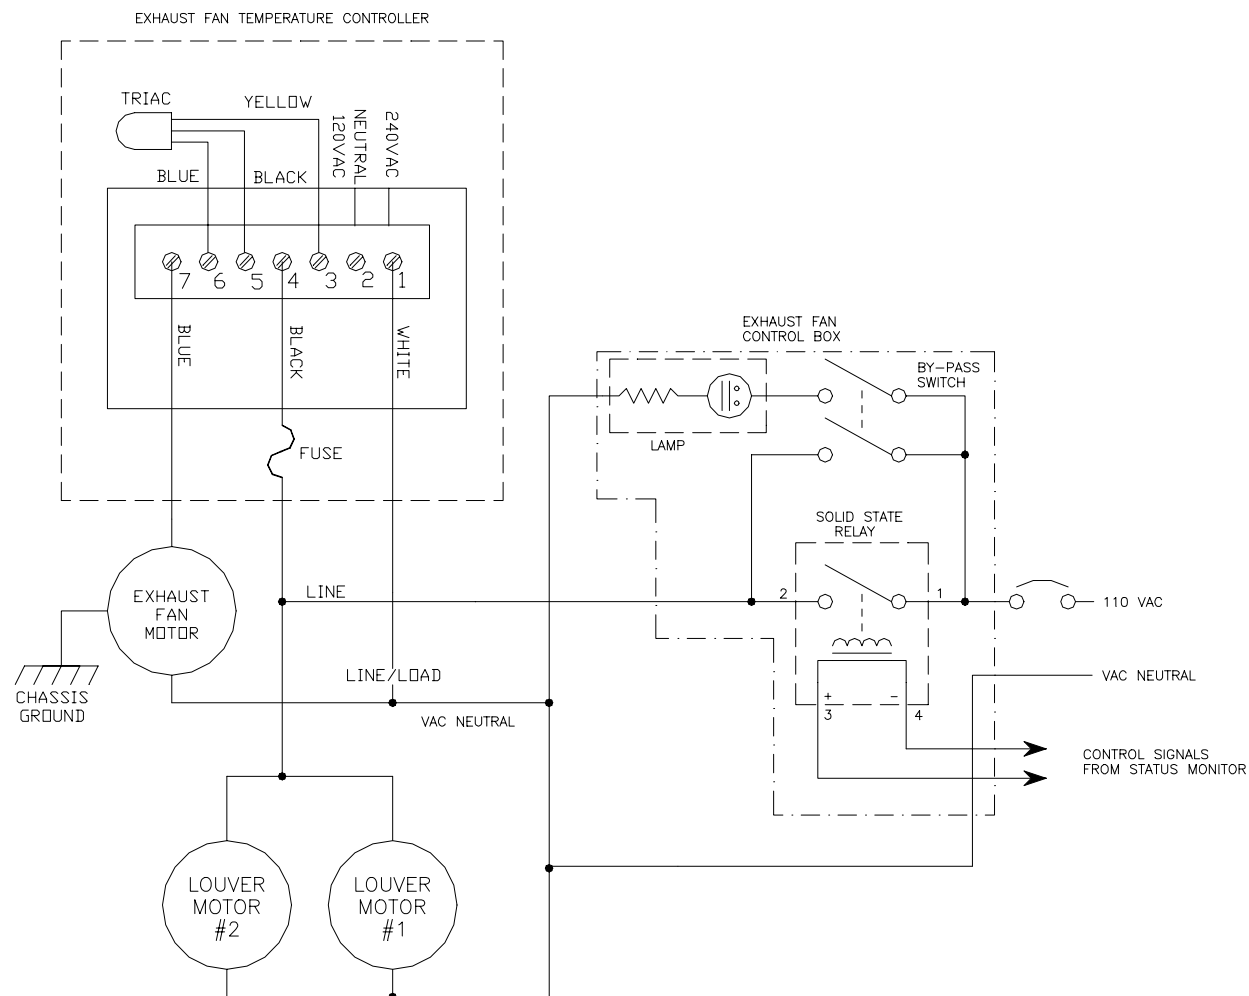 EXHAUST FAN TEMPERATURE CONTROLLER
TRIAC
YELLOW
120VAC
NEUTRAL
240VAC
BLUE
BLACK
7
6
5
4
3
2
1
BLUE
BLACK
WHITE
FUSE
EXHAUST FAN
CONTROL BOX
BY-PASS
SWITCH
LAMP
SOLID STATE
RELAY
2
1
110 VAC
LINE
EXHAUST
FAN
MOTOR
CHASSIS
GROUND
LINE/LOAD
VAC NEUTRAL
VAC NEUTRAL
+
-
3
4
CONTROL SIGNALS
FROM STATUS MONITOR
LOUVER
MOTOR
#2
LOUVER
MOTOR
#1